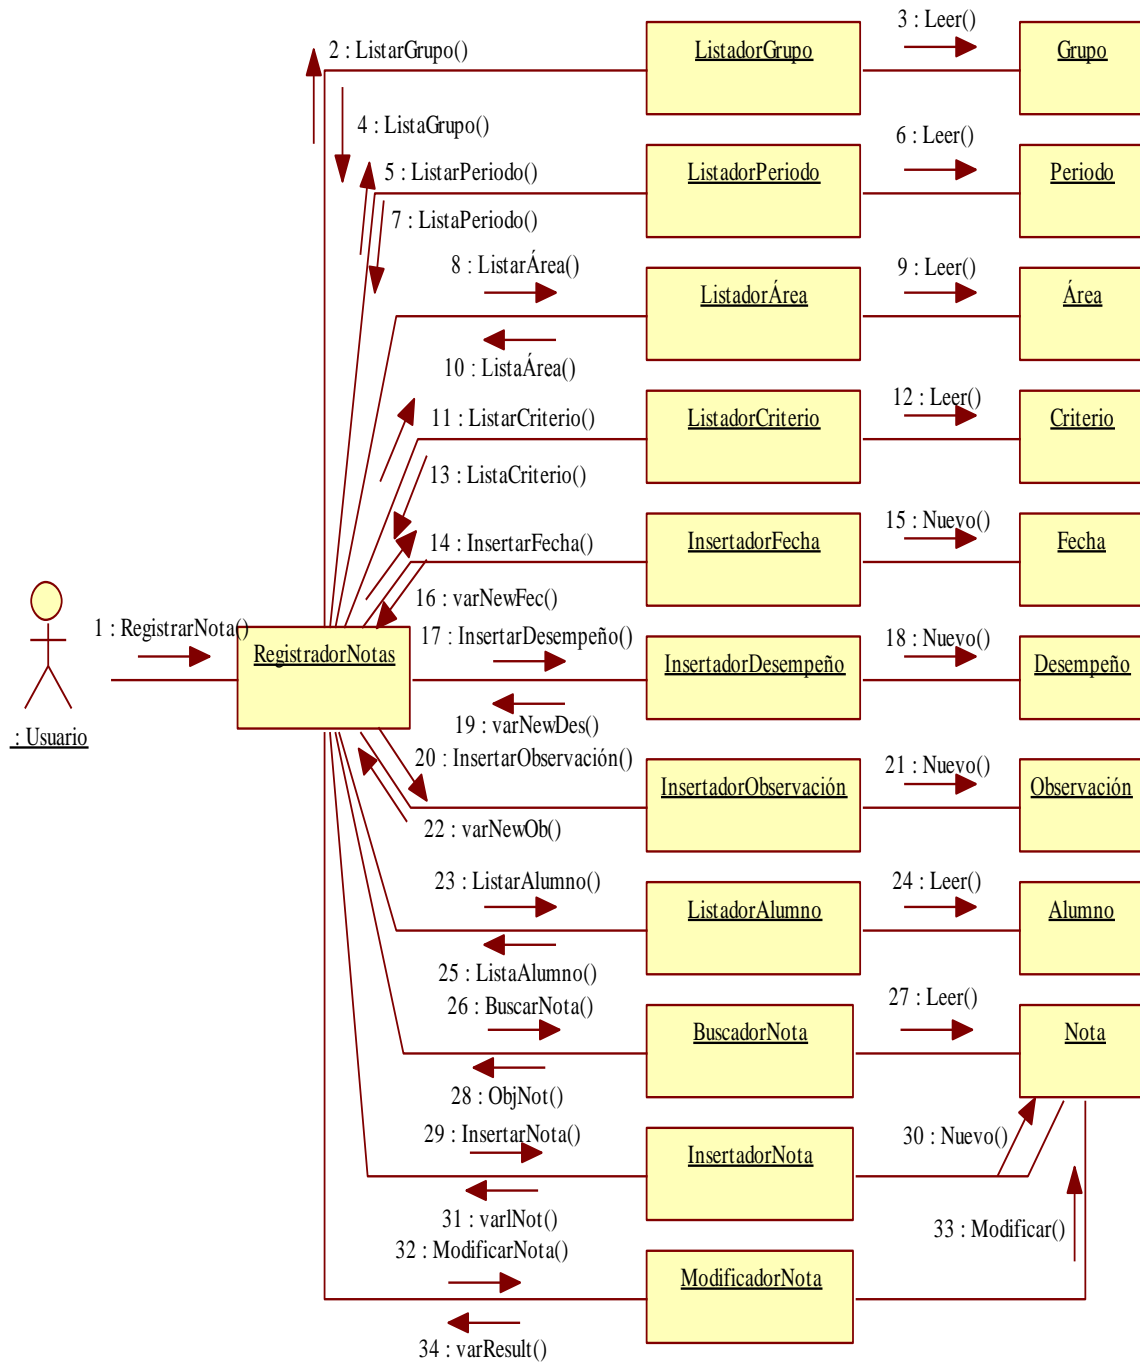 3 : Leer()
2 : ListarGrupo()
ListadorGrupo
Grupo
4 : ListaGrupo()
6 : Leer()
5 : ListarPeriodo()
ListadorPeriodo
Periodo
7 : ListaPeriodo()
8 : ListarÁrea()
9 : Leer()
ListadorÁrea
Área
10 : ListaÁrea()
12 : Leer()
11 : ListarCriterio()
ListadorCriterio
Criterio
13 : ListaCriterio()
15 : Nuevo()
14 : InsertarFecha()
InsertadorFecha
Fecha
16 : varNewFec()
1 : RegistrarNota()
17 : InsertarDesempeño()
18 : Nuevo()
RegistradorNotas
InsertadorDesempeño
Desempeño
19 : varNewDes()
: Usuario
20 : InsertarObservación()
21 : Nuevo()
InsertadorObservación
Observación
22 : varNewOb()
23 : ListarAlumno()
24 : Leer()
ListadorAlumno
Alumno
25 : ListaAlumno()
26 : BuscarNota()
27 : Leer()
BuscadorNota
Nota
28 : ObjNot()
29 : InsertarNota()
30 : Nuevo()
InsertadorNota
31 : varlNot()
33 : Modificar()
32 : ModificarNota()
ModificadorNota
34 : varResult()